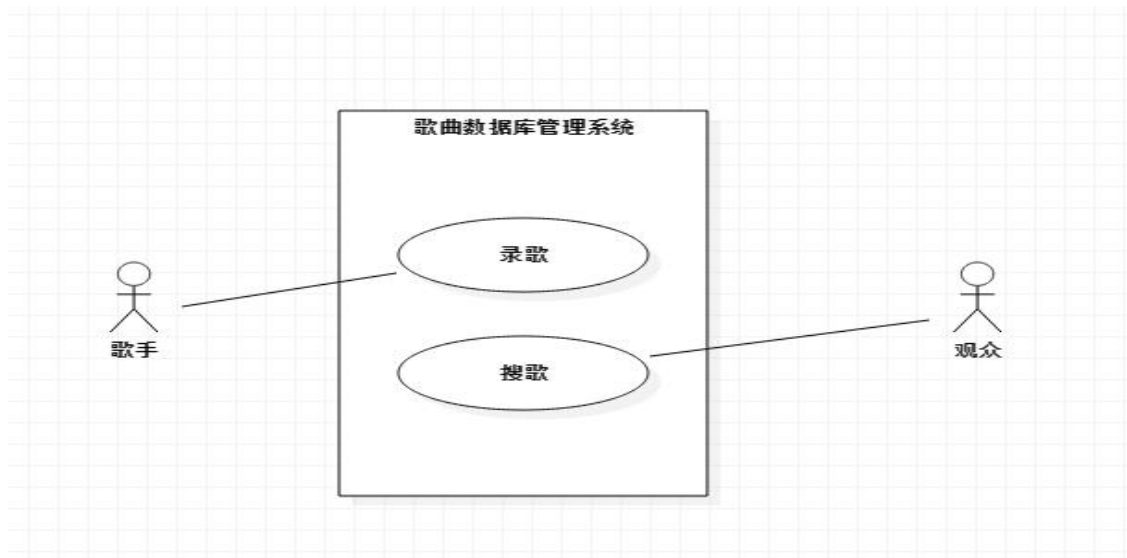 歌曲数据库管理系统
录歌
歌手
观众
搜歌